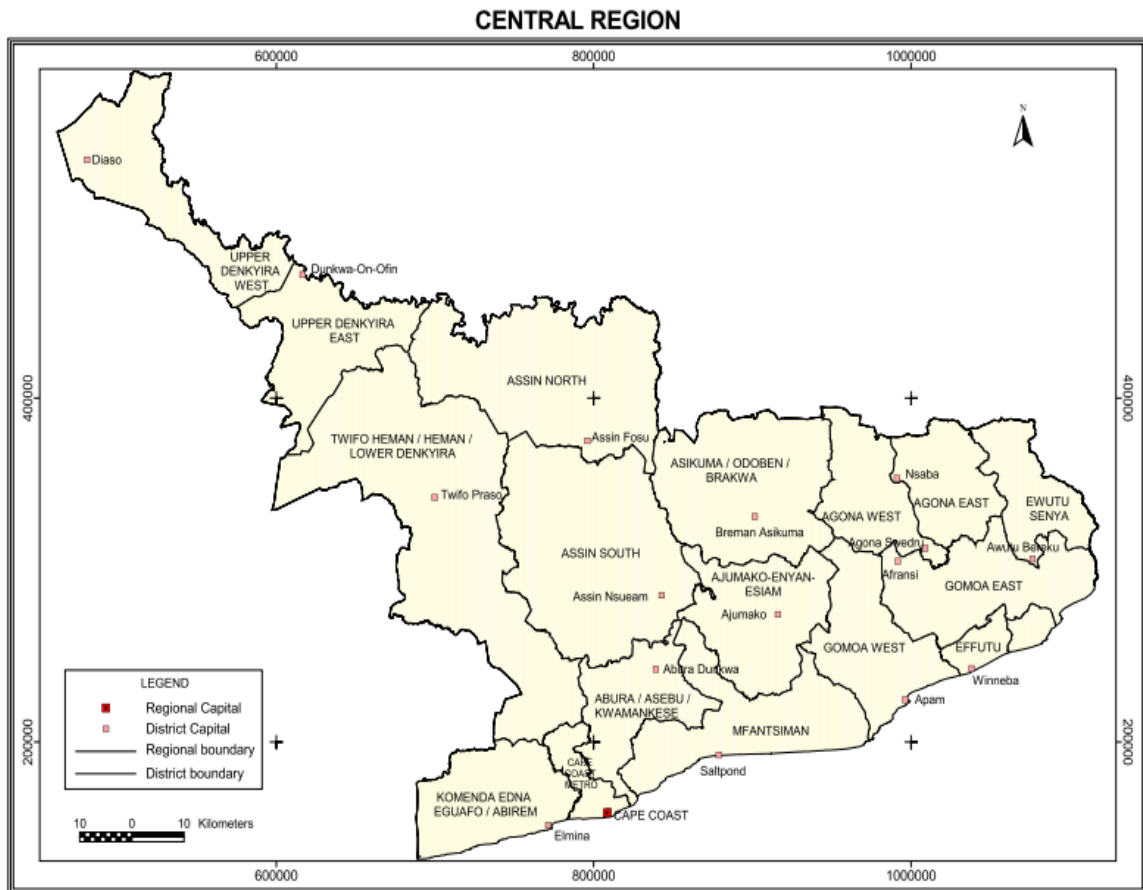 CENTRAL REGION
600000
800000
1000000
N
Diaso
UPPER
DENKYIRA
WEST
Dunkwa-On-Ofin
UPPER DENKYIRA
EAST
ASSIN NORTH
400000
400000
Assin Fosu
TWIFO HEMAN / HEMAN /
LOWER DENKYIRA
Twifo Praso
ASIKUMA / ODOBEN /
BRAKWA
Breman Asikuma
Nsaba
AGONA EAST
AGONA WEST
EWUTU
SENYA
Agona Swedru
Awutu Bereku
Afransi
GOMOA EAST
ASSIN SOUTH
Assin Nsueam
AJUMAKO-ENYAN-
ESIAM
Ajumako
GOMOA WEST
EFFUTU
Winneba
Apam
Abura Dunkwa
ABURA / ASEBU /
KWAMANKESE
MFANTSIMAN
Saltpond
200000
200000
CAPE
COAST
METRO
KOMENDA EDNA
EGUAFO / ABIREM
CAPE COAST
Elmina
LEGEND
Regional Capital
District Capital
Regional boundary
District boundary
10 0 10 Kilometers
600000
800000
1000000